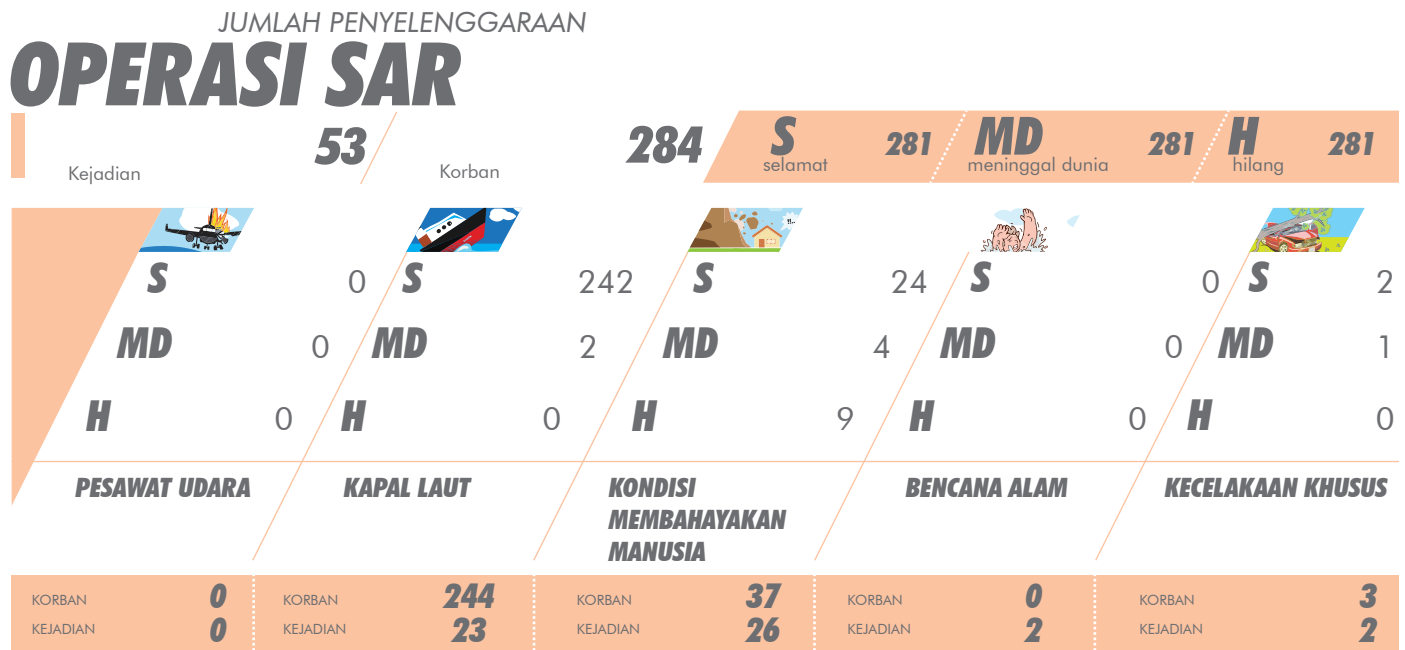 JUMLAH PENYELENGGARAAN
OPERASI SAR
Kejadian 53
Korban 284
S selamat 281
MD meninggal dunia 281
H hilang 281
!!..
S 0 S 242 S 24 S 0 S 2
MD 0 MD 2 MD 4 MD 0 MD 1
H 0 H 0 H 9 H 0 H 0
PESAWAT UDARA
KAPAL LAUT
KONDISI
MEMBAHAYAKAN
MANUSIA
BENCANA ALAM
KECELAKAAN KHUSUS
KORBAN 0 KORBAN 244 KORBAN 37 KORBAN 0 KORBAN 3
KEJADIAN 0 KEJADIAN 23 KEJADIAN 26 KEJADIAN 2 KEJADIAN 2